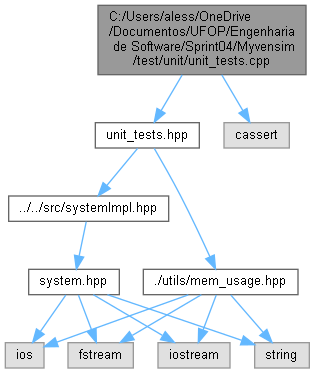 C:/Users/aless/OneDrive
/Documentos/UFOP/Engenharia
de Software/Sprint04/Myvensim
/test/unit/unit_tests.cpp
unit_tests.hpp
cassert
../../src/systemImpl.hpp
system.hpp
./utils/mem_usage.hpp
ios
fstream
iostream
string